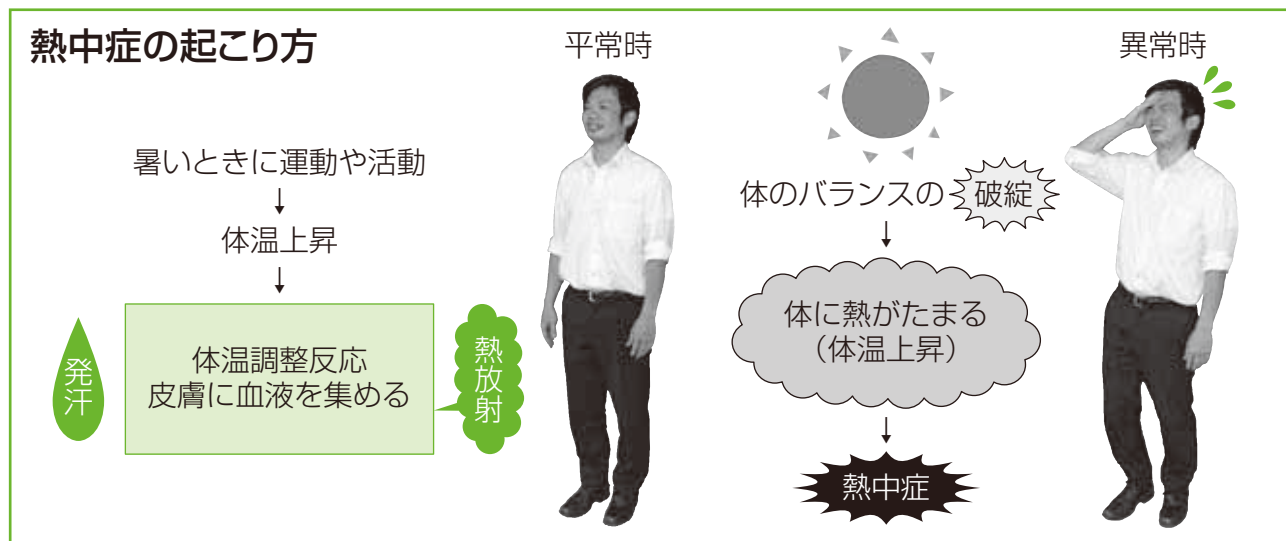 熱中症の起こり方
平常時
暑いときに運動や活動
↓
体温上昇
↓
発汗
体温調整反応
皮膚に血液を集める
熱放射
異常時
体のバランスの破綻
↓
体に熱がたまる
（体温上昇）
↓
熱中症